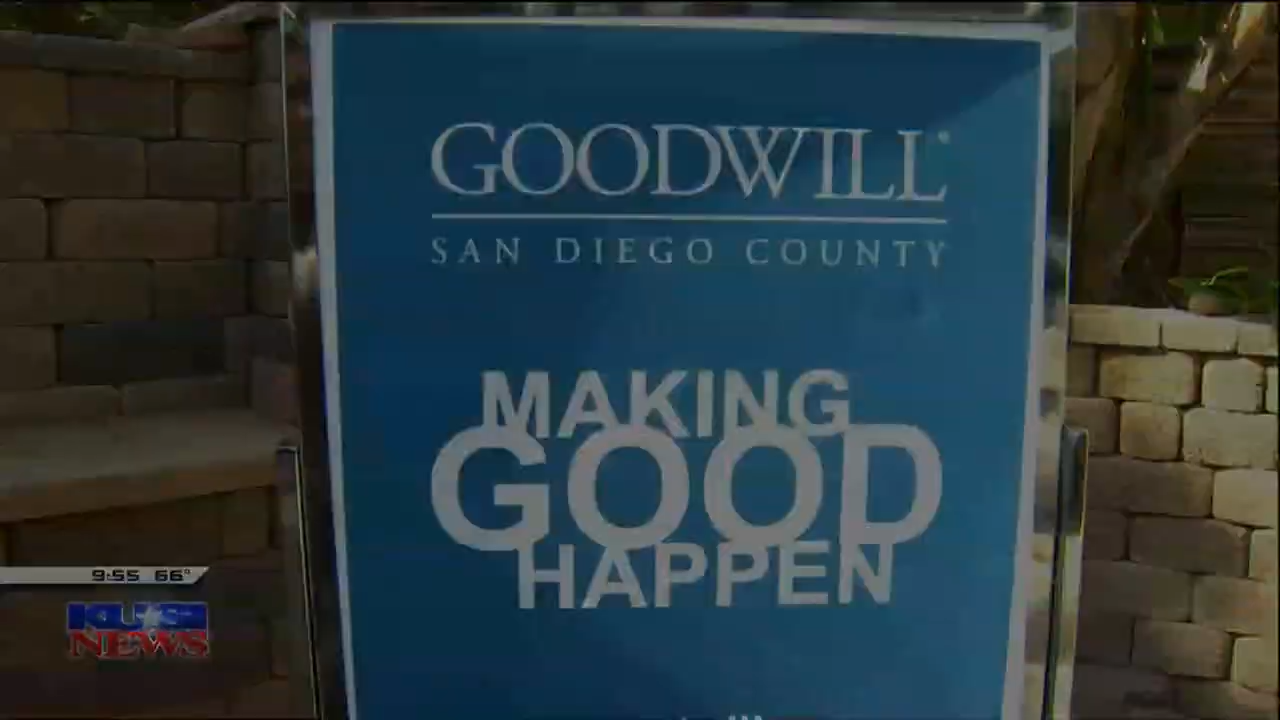 GOODWILL
SAN DIEGO COUNTY
MAKING
GOOD
HAPPEN
9:55 66°
KUSI
NEWS